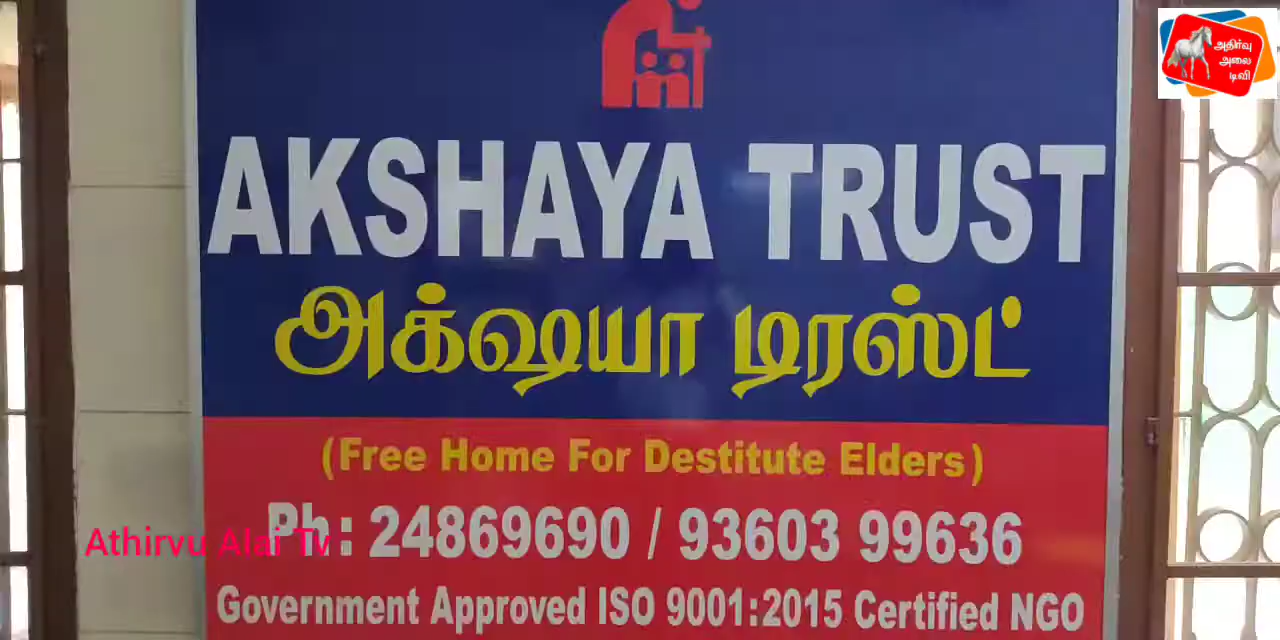 அதிர்வு
அலை
டிவி
AKSHAYA TRUST
அக்ஷயா டிரஸ்ட்
(Free Home For Destitute Elders)
Ph : 24869690 / 93603 99636
Athirvu Alai Tv
Government Approved ISO 9001:2015 Certified NGO